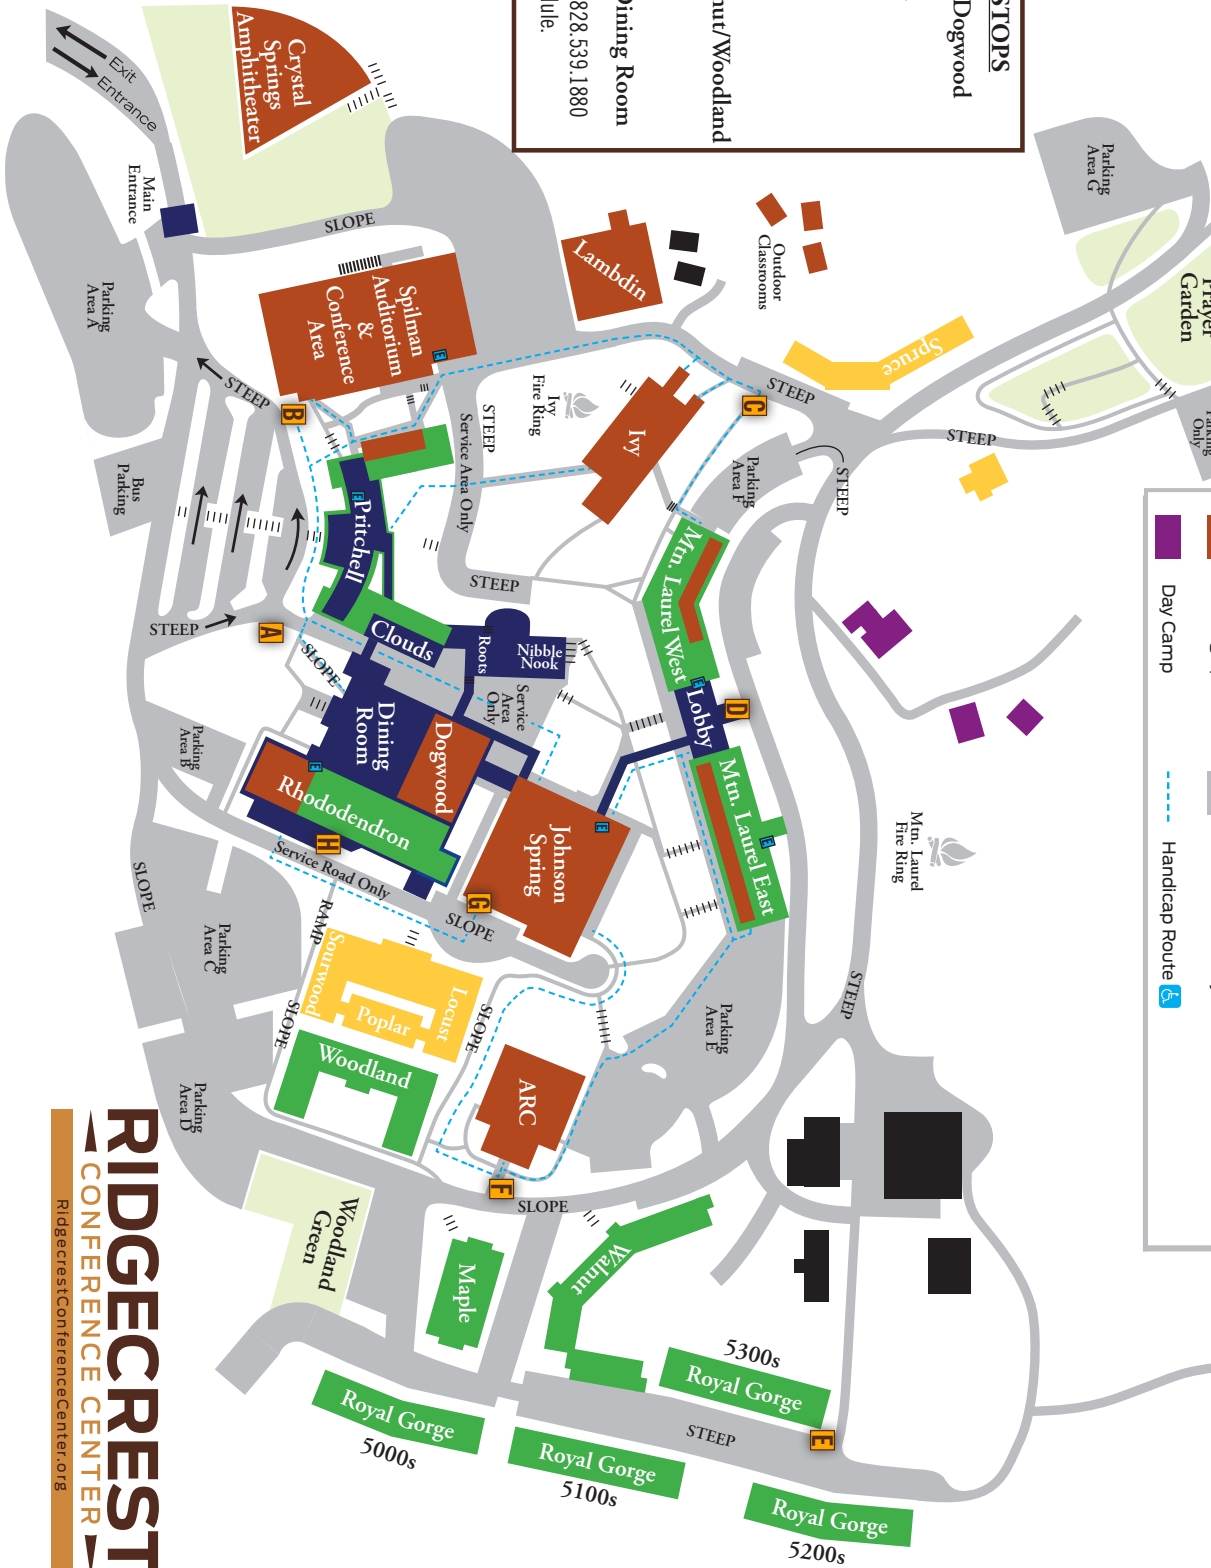 STOPS
Dogwood
nut/Woodland
Dining Room
828.539.1880
dule.
Crystal
Springs
Amphitheater
Exit
Entrance
Main
Entrance
Parking
Area A
SLOPE
Spilman
Auditorium
&
Conference
Area
E
STEEP
B
Bus
Parking
Lambdin
Outdoor
Classrooms
Parking
Area G
Prayer
Garden
Spruce
STEEP
C
STEEP
Parking
Only
Ivy
Fire Ring
Ivy
STEEP
Service Area Only
Parking
Area F
STEEP
Pritchell
E
STEEP
STEEP
A
SLOPE
Clouds
Roots
Nibble
Nook
Service
Area
Only
Mtn. Laurel West
E
Lobby
D
Mtn. Laurel East
E
Day Camp
Handicap Route
Mtn. Laurel
Fire Ring
Dining
Room
Dogwood
Rhododendron
E
H
Service Road Only
Johnson
Spring
E
G
SLOPE
Parking
Area B
SLOPE
Parking
Area C
RAMP
Sourwood
Poplar
Locust
SLOPE
SLOPE
Woodland
Parking
Area D
ARC
F
SLOPE
Parking
Area E
STEEP
Woodland
Green
Maple
Walnut
5300s
Royal Gorge
E
STEEP
Royal Gorge
5000s
Royal Gorge
5100s
Royal Gorge
5200s
RIDGECREST
CONFERENCE CENTER
RidgecrestConferenceCenter.org